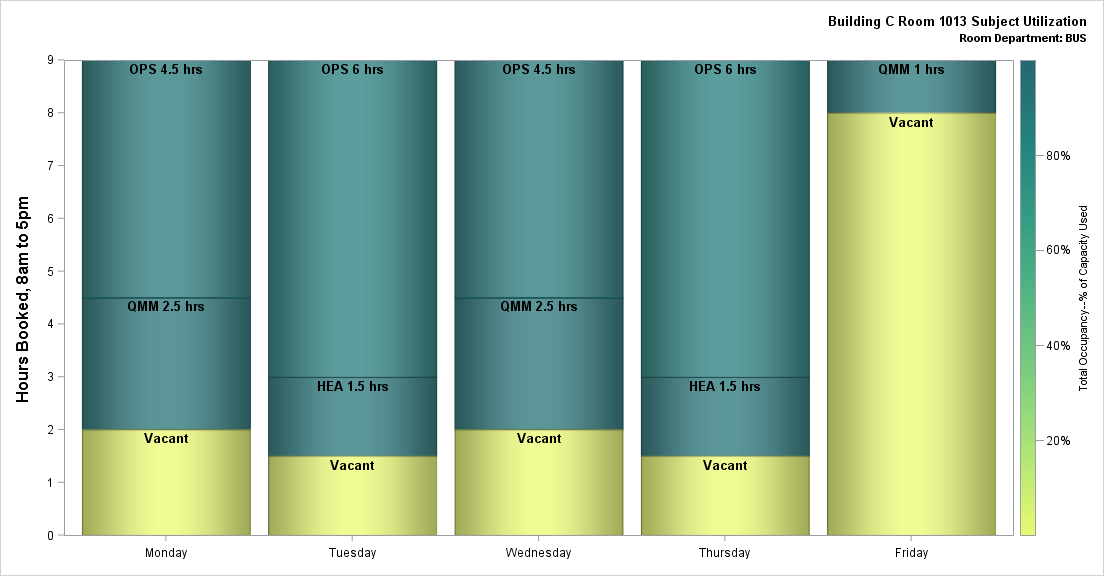 Building C Room 1013 Subject Utilization
Room Department: BUS
Hours Booked, 8am to 5pm
9
8
7
6
5
4
3
2
1
0
OPS 4.5 hrs
QMM 2.5 hrs
Vacant
OPS 6 hrs
HEA 1.5 hrs
Vacant
OPS 4.5 hrs
QMM 2.5 hrs
Vacant
OPS 6 hrs
HEA 1.5 hrs
Vacant
QMM 1 hrs
Vacant
Monday
Tuesday
Wednesday
Thursday
Friday
80%
60%
40%
20%
Total Occupancy--% of Capacity Used